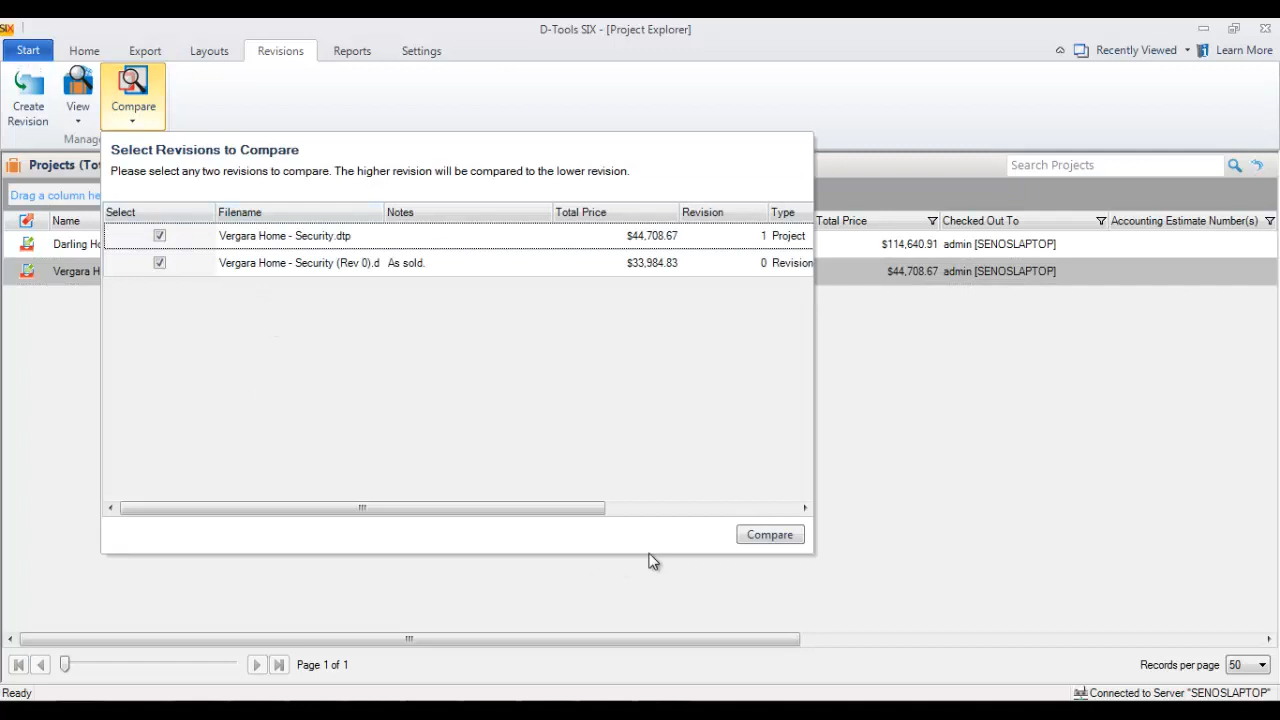 SIX
D-Tools SIX - [Project Explorer]
Start Home Export Layouts Revisions Reports Settings
Recently Viewed Learn More
Create Revision
View
Compare
Manag
Select Revisions to Compare
Please select any two revisions to compare. The higher revision will be compared to the lower revision.
Select Filename Notes Total Price Revision Type
Vergara Home - Security.dtp $44,708.67 1 Project
Vergara Home - Security (Rev 0).d As sold. $33,984.83 0 Revision
Compare
Projects (Tot
Search Projects
Drag a column he
Name Total Price Checked Out To Accounting Estimate Number(s)
Darling Ho $114,640.91 admin [SENOSLAPTOP]
Vergara H $44,708.67 admin [SENOSLAPTOP]
Page 1 of 1
Records per page 50
Ready
Connected to Server "SENOSLAPTOP"